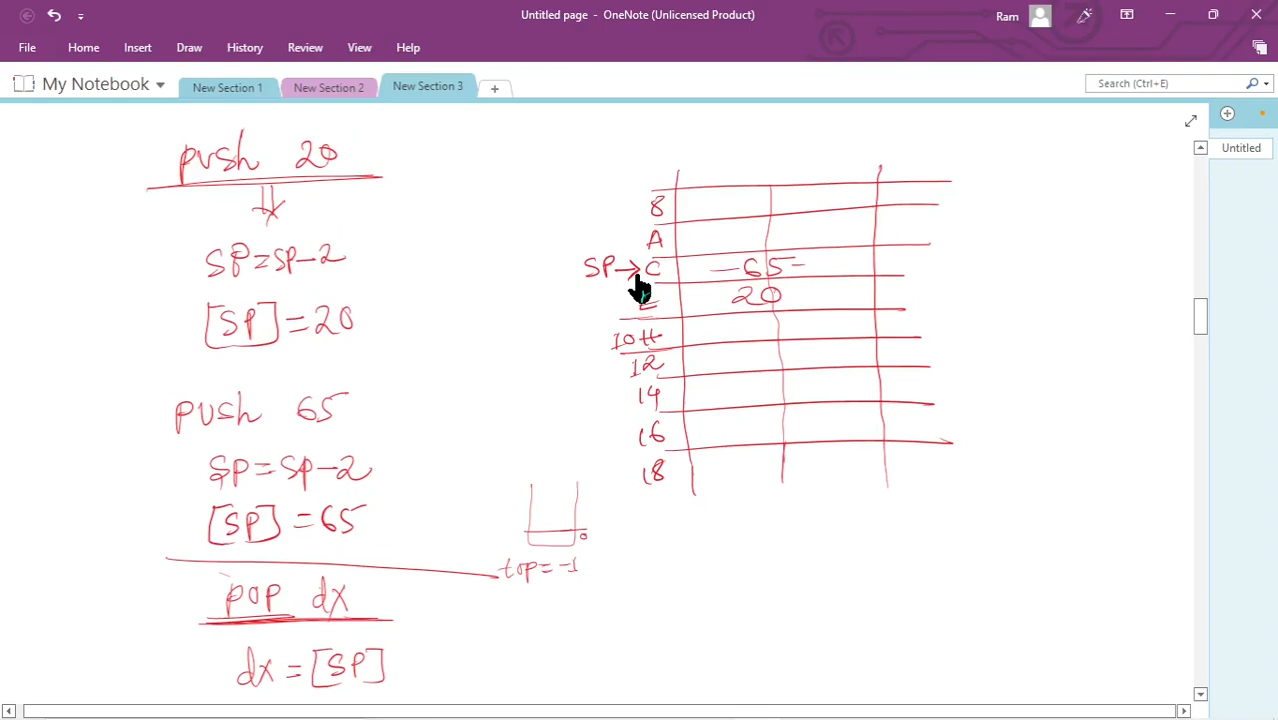 Untitled page - OneNote (Unlicensed Product)
Ram
File Home Insert Draw History Review View Help
My Notebook
New Section 1
New Section 2
New Section 3
Search (Ctrl+E)
Untitled
push 20
SP=SP-2
[SP]=20
push 65
SP=SP-2
[SP]=65
pop dx
dx=[SP]
8
A
SP→ C -65-
E 20
10H
12
14
16
18
0
top=-1